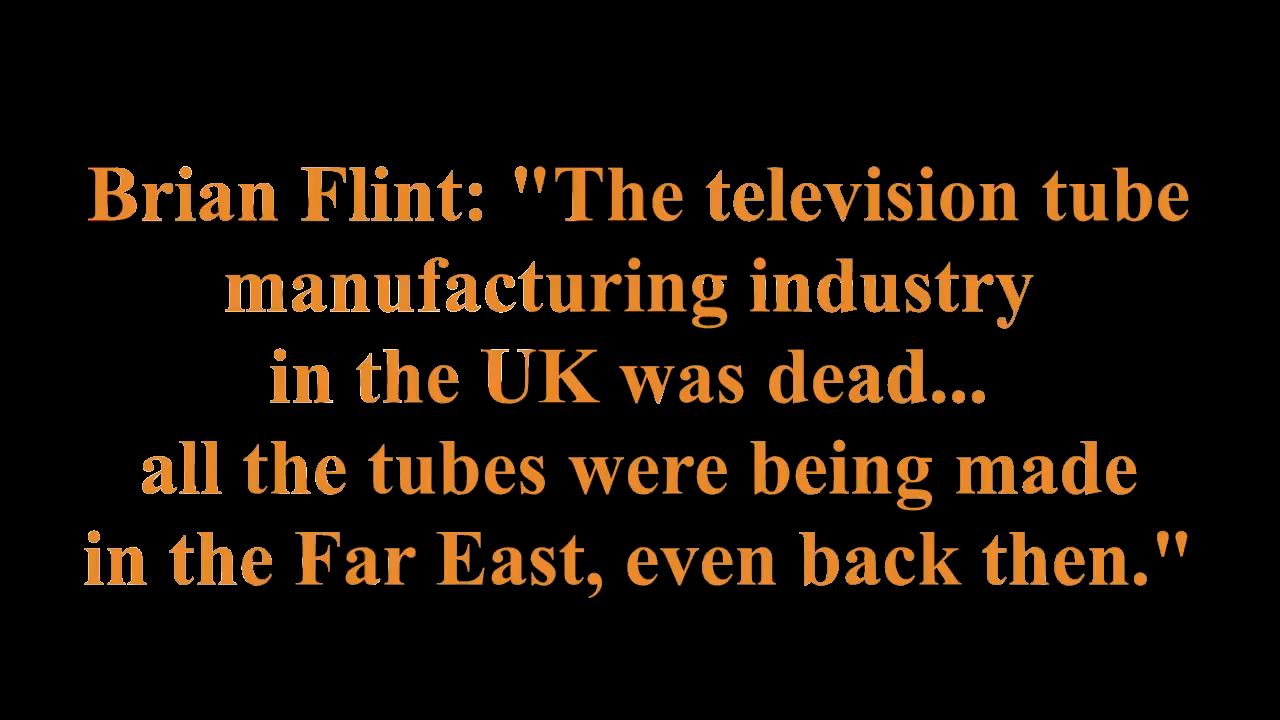 Brian Flint: "The television tube
manufacturing industry
in the UK was dead...
all the tubes were being made
in the Far East, even back then."